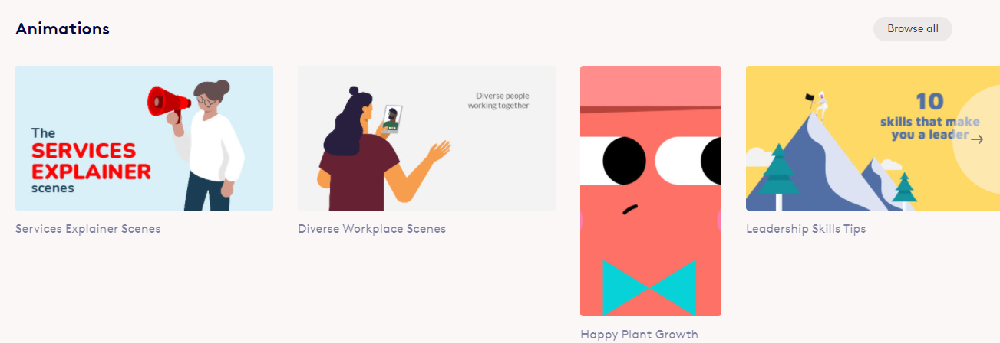 Animations
Browse all
The
SERVICES
EXPLAINER
scenes
Services Explainer Scenes
Diverse people
working together
Diverse Workplace Scenes
Happy Plant Growth
10
skills that make
you a leader
Leadership Skills Tips